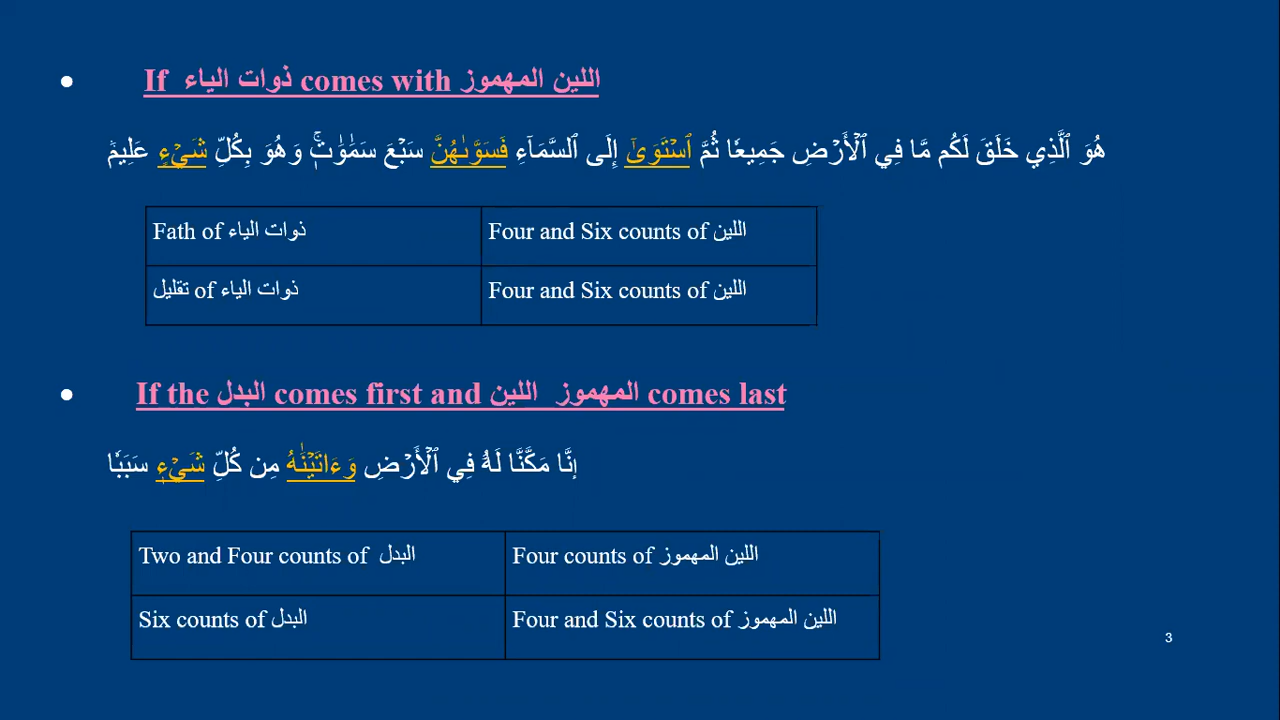 • If ذوات الياء comes with اللين المهموز
هُوَ ٱلَّذِي خَلَقَ لَكُم مَّا فِي ٱلۡأَرۡضِ جَمِيعٗا ثُمَّ ٱسۡتَوَىٰٓ إِلَى ٱلسَّمَآءِ فَسَوَّىٰهُنَّ سَبۡعَ سَمَٰوَٰتٖۚ وَهُوَ بِكُلِّ شَيۡءٍ عَلِيمٞ
Fath of ذوات الياء	Four and Six counts of اللين
تقليل of ذوات الياء	Four and Six counts of اللين
• If the البدل comes first and اللين المهموز comes last
إِنَّا مَكَّنَّا لَهُۥ فِي ٱلۡأَرۡضِ وَءَاتَيۡنَٰهُ مِن كُلِّ شَيۡءٖ سَبَبٗا
Two and Four counts of البدل	Four counts of اللين المهموز
Six counts of البدل	Four and Six counts of اللين المهموز
3